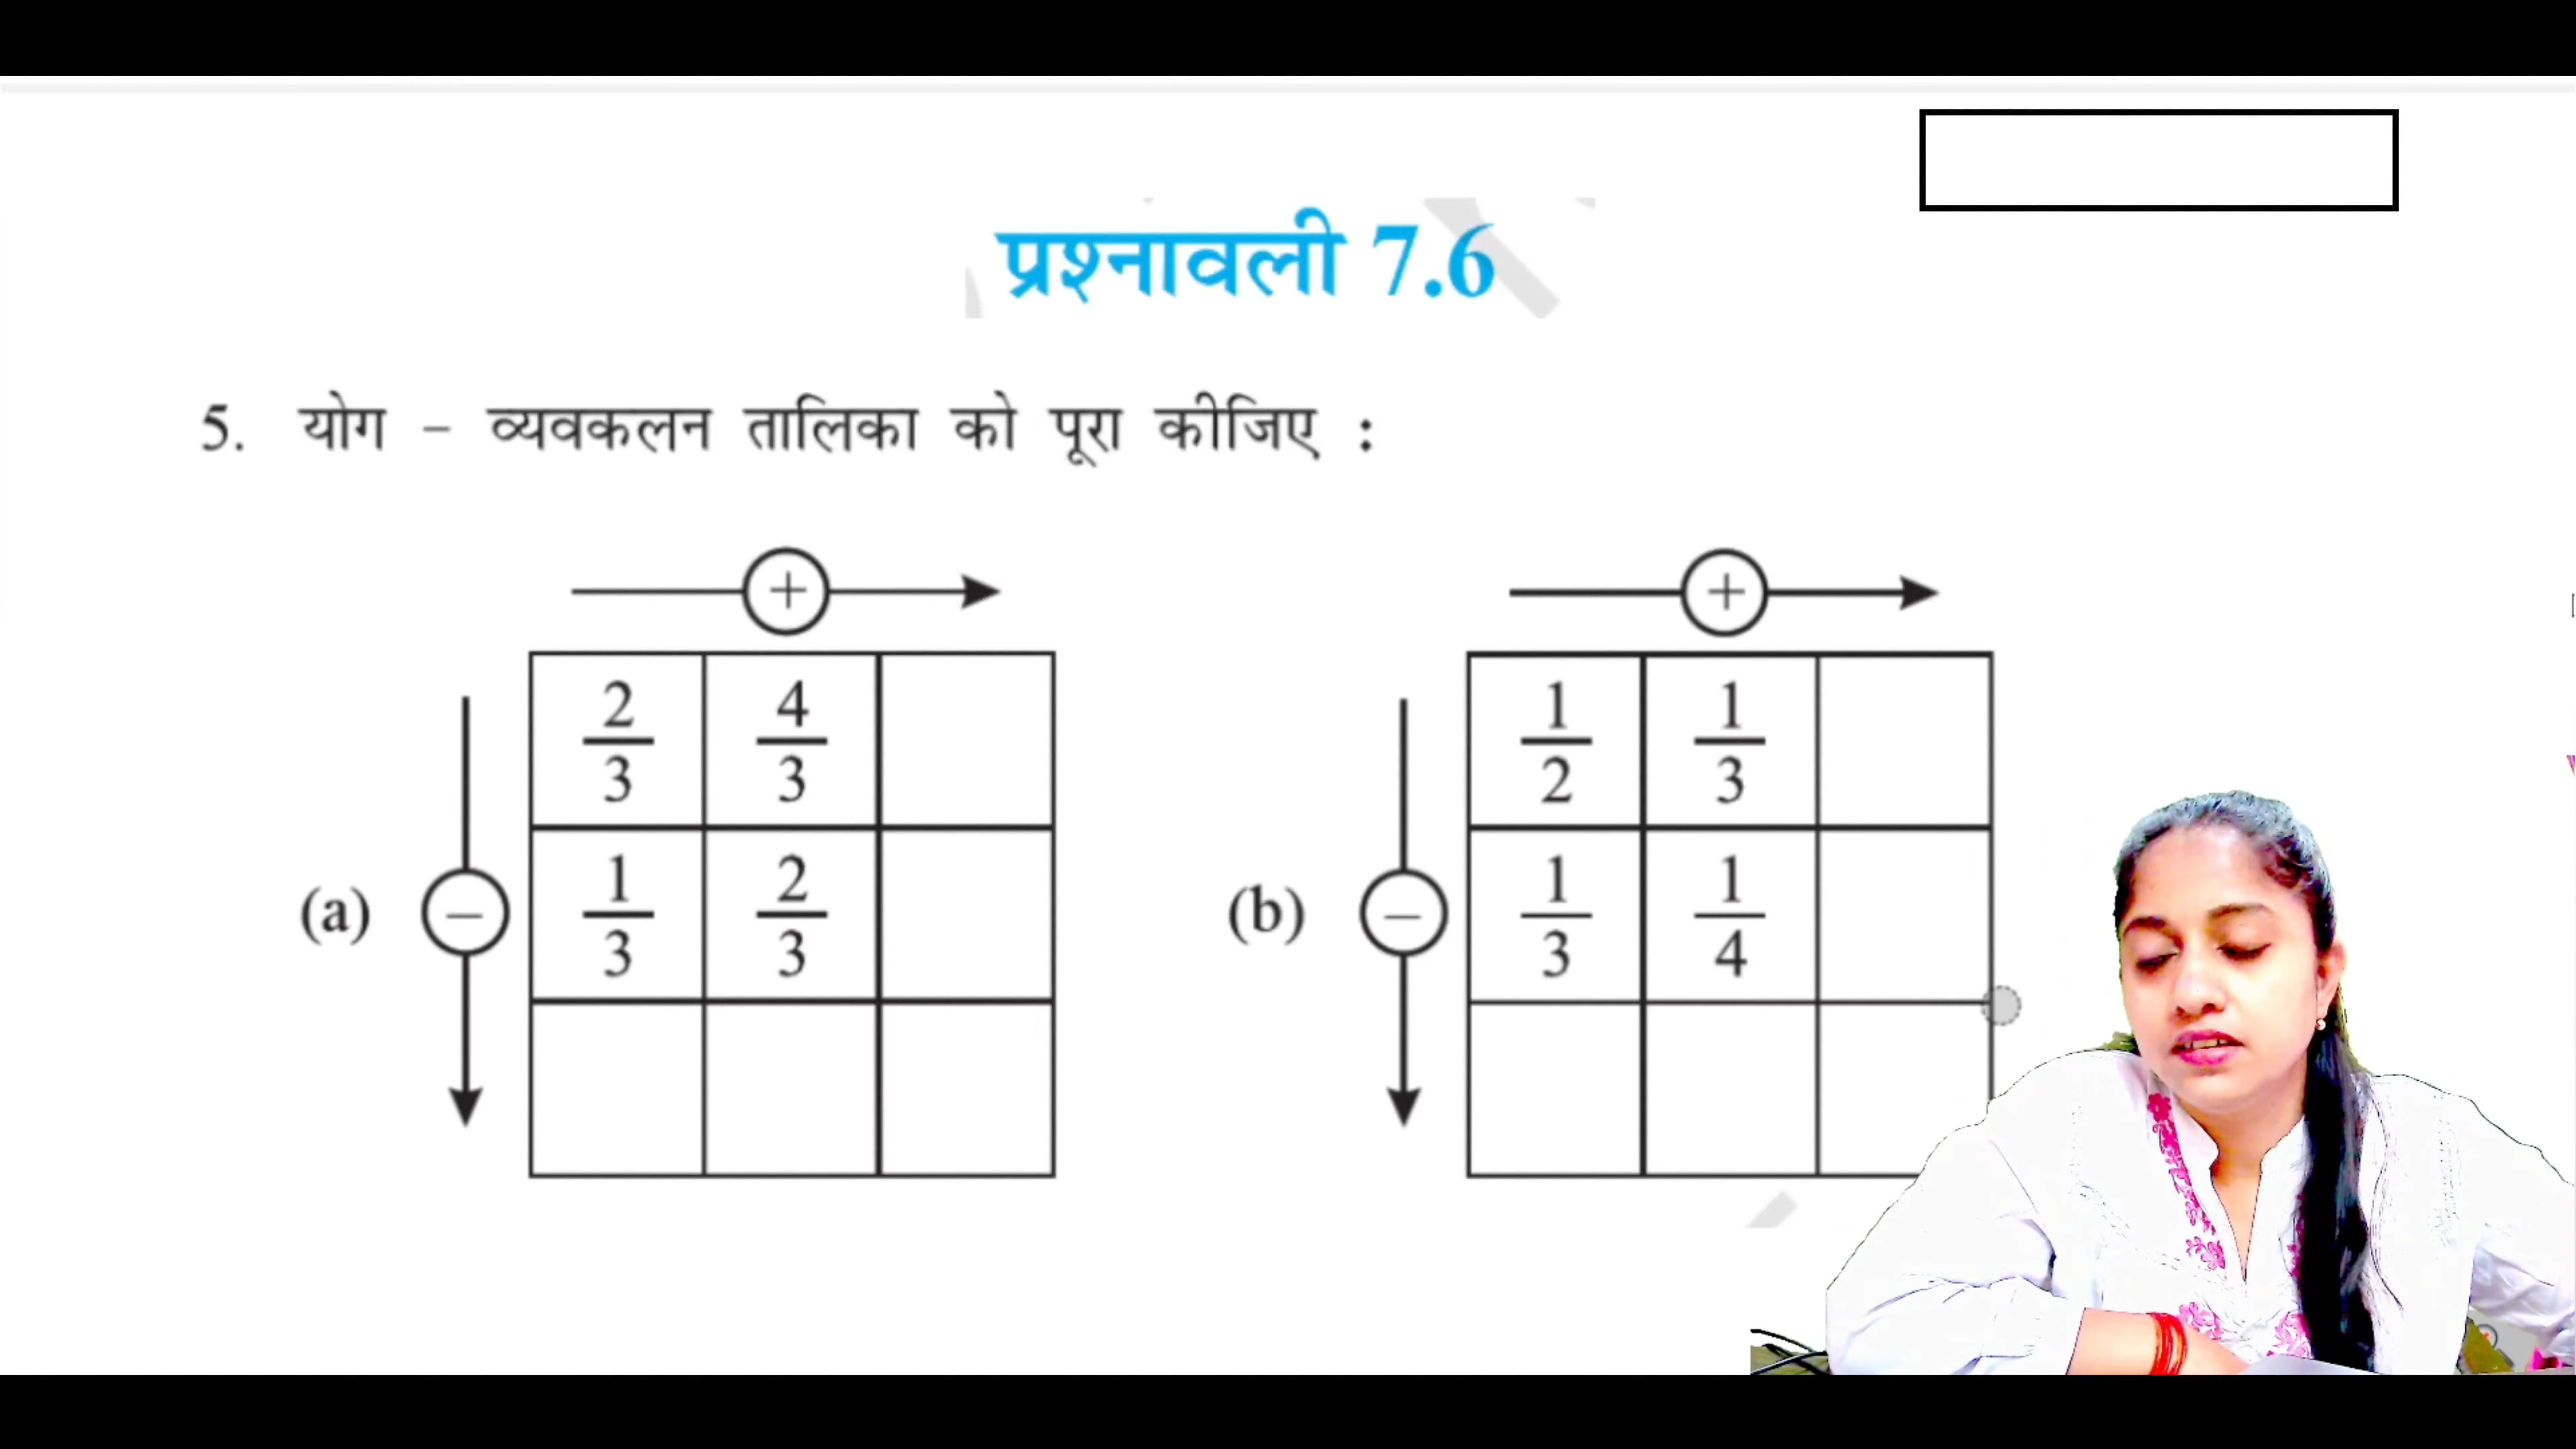 प्रश्नावली 7.6
5. योग - व्यवकलन तालिका को पूरा कीजिए :
(a)
+
−
2/3 4/3
1/3 2/3
(b)
+
−
1/2 1/3
1/3 1/4